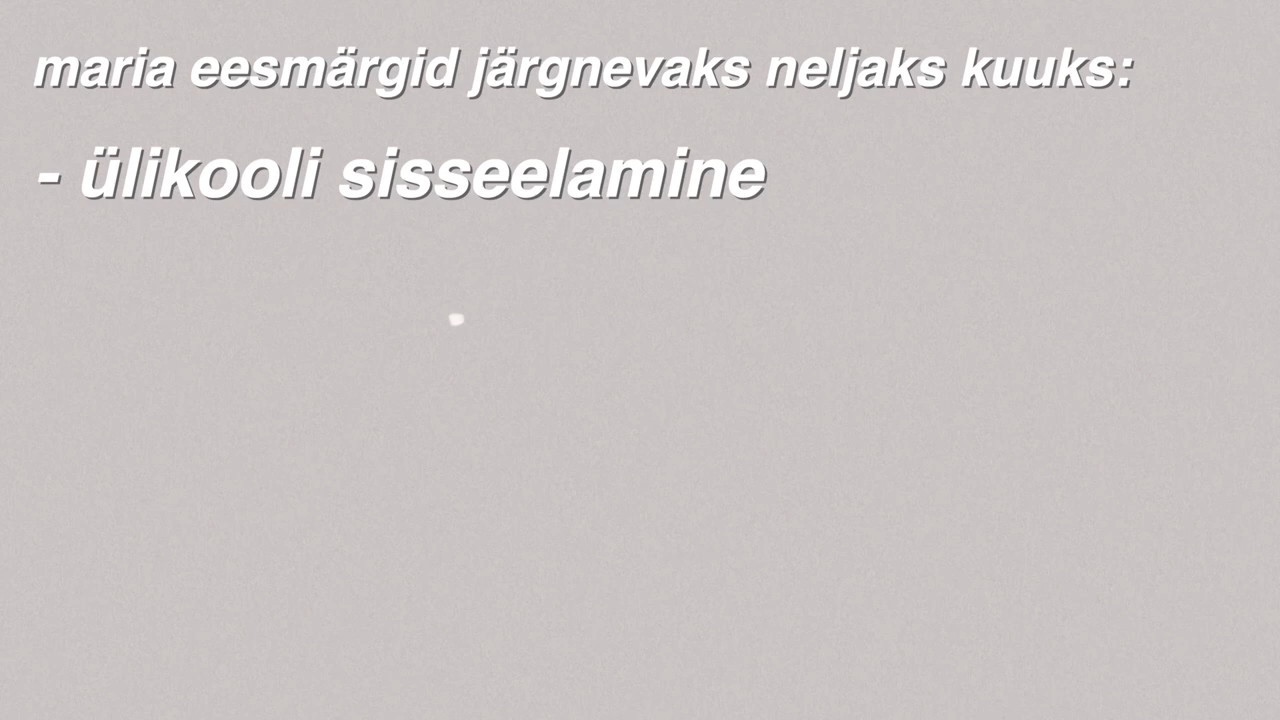 maria eesmärgid järgnevaks neljaks kuuks:
- ülikooli sisseelamine